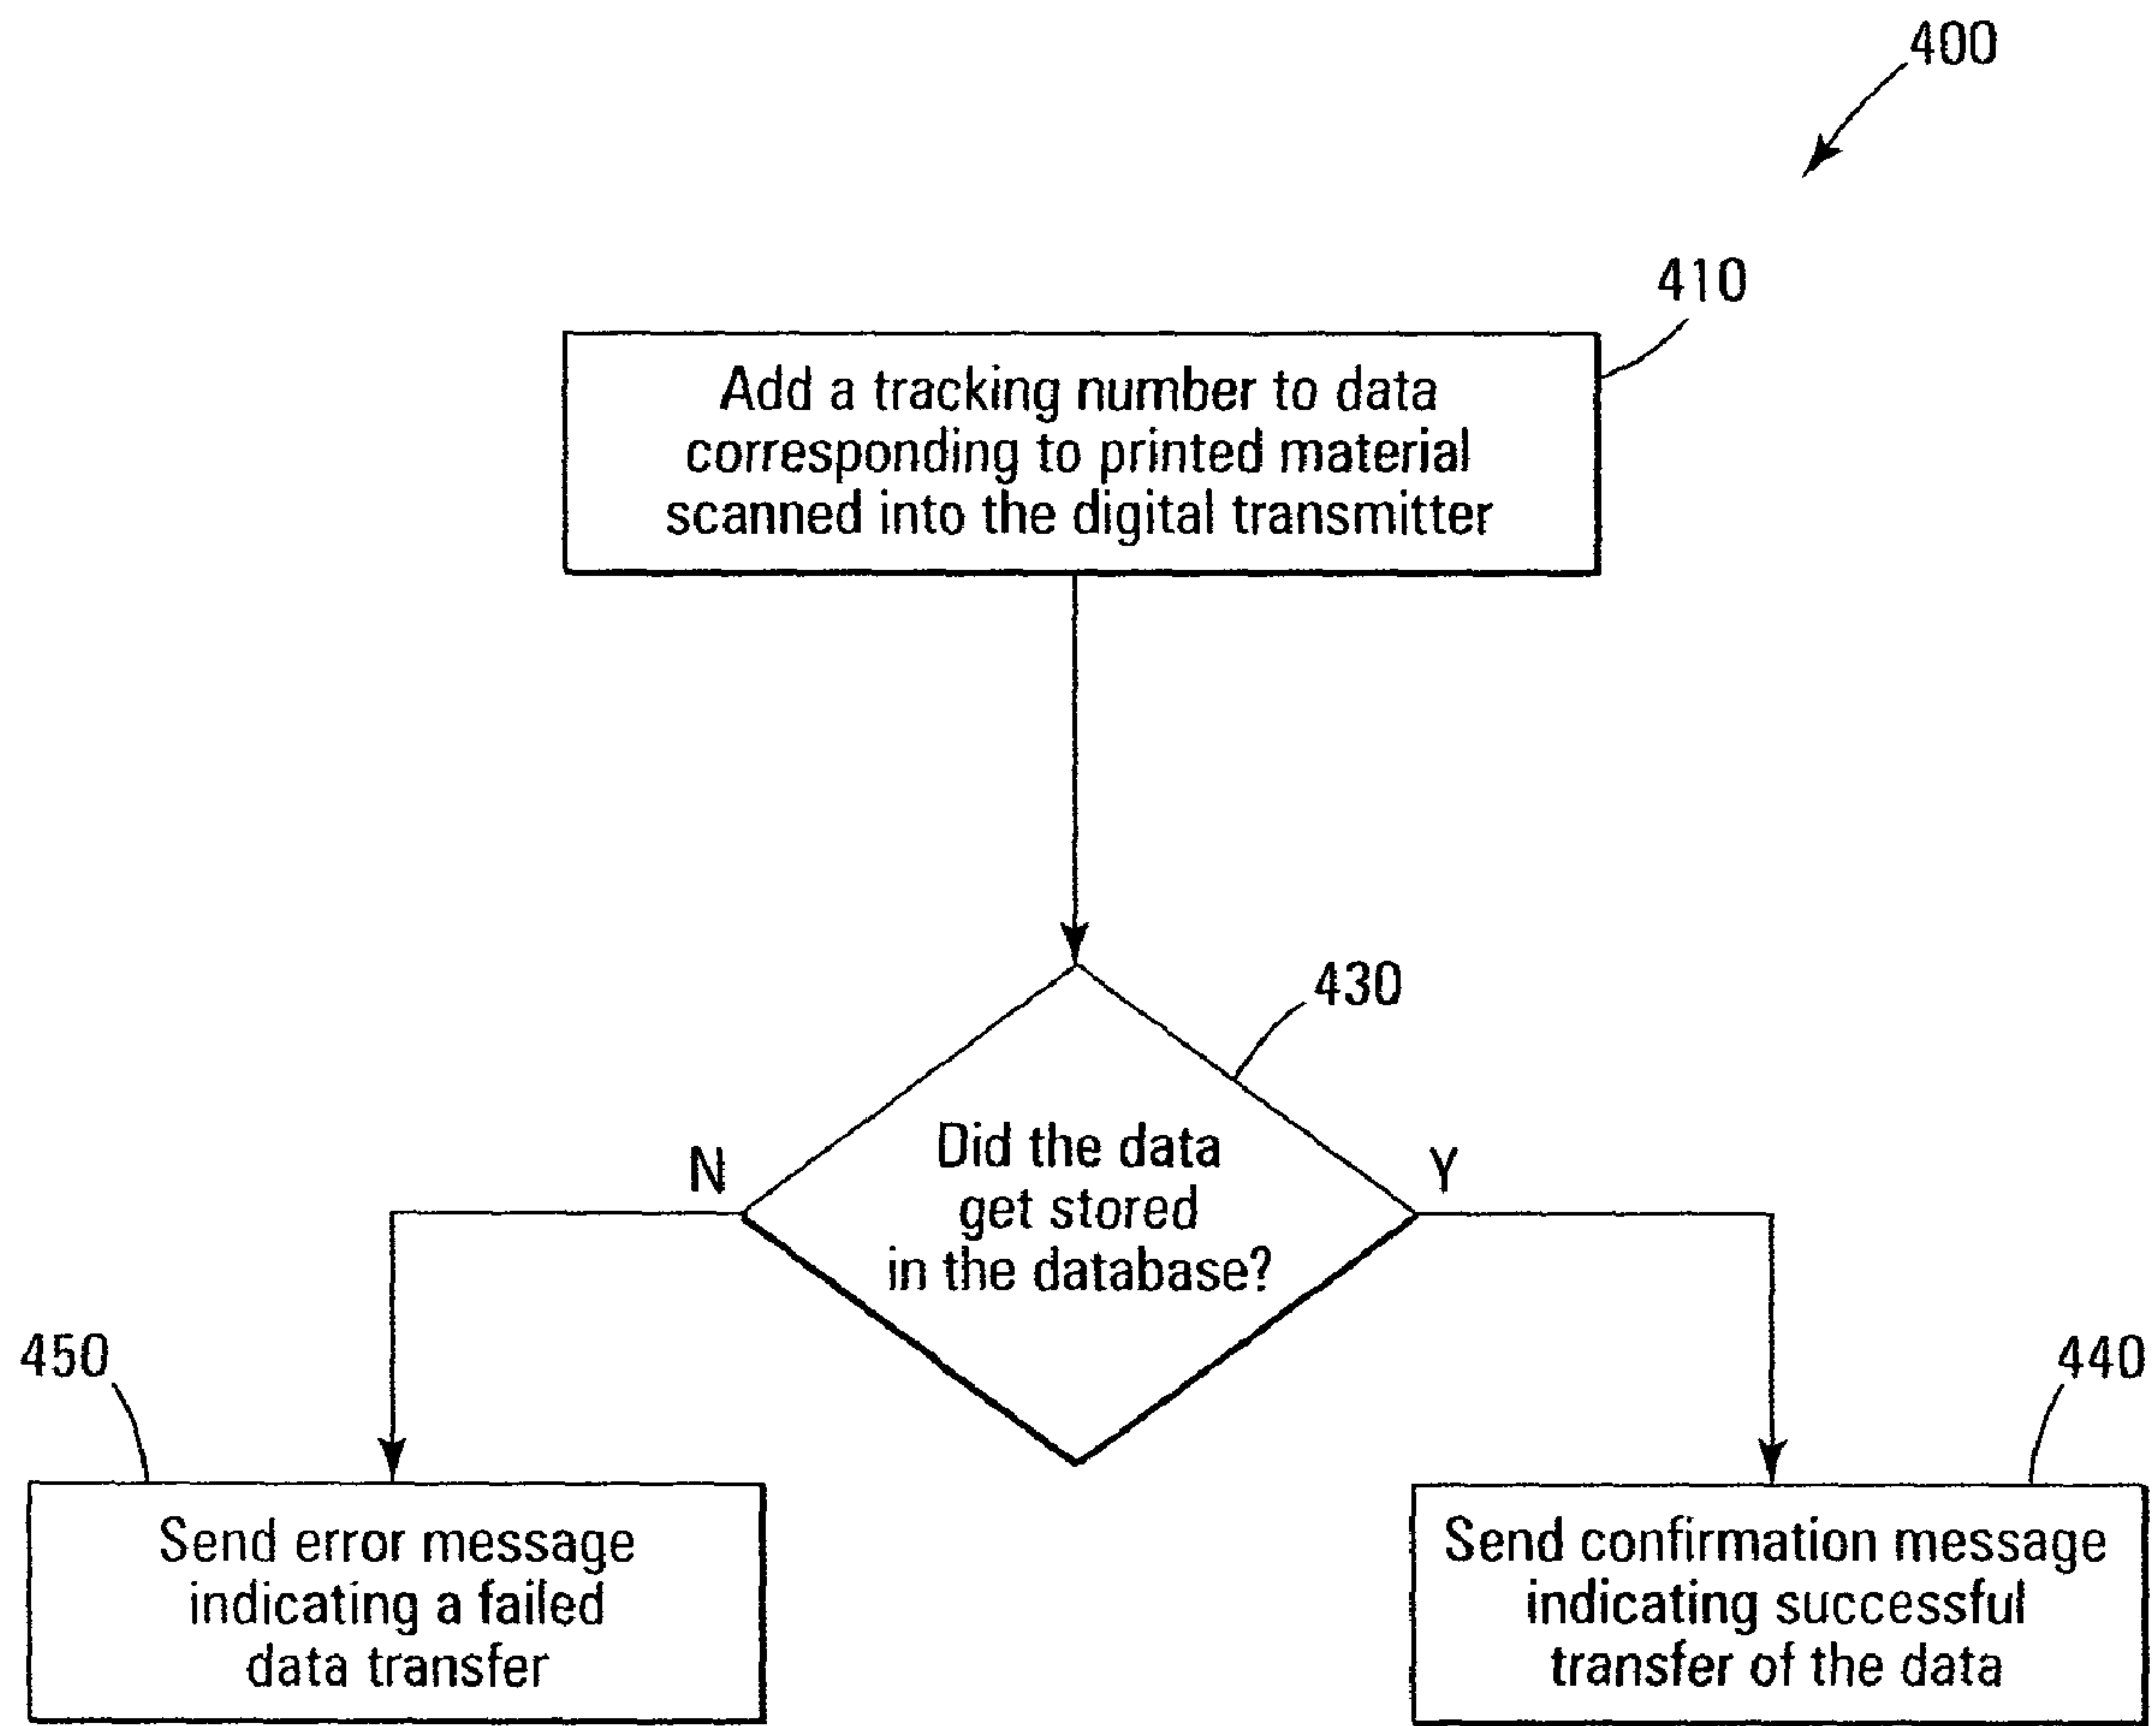 400
410
Add a tracking number to data
corresponding to printed material
scanned into the digital transmitter
430
Did the data
get stored
in the database?
N
Y
450
440
Send error message
indicating a failed
data transfer
Send confirmation message
indicating successful
transfer of the data